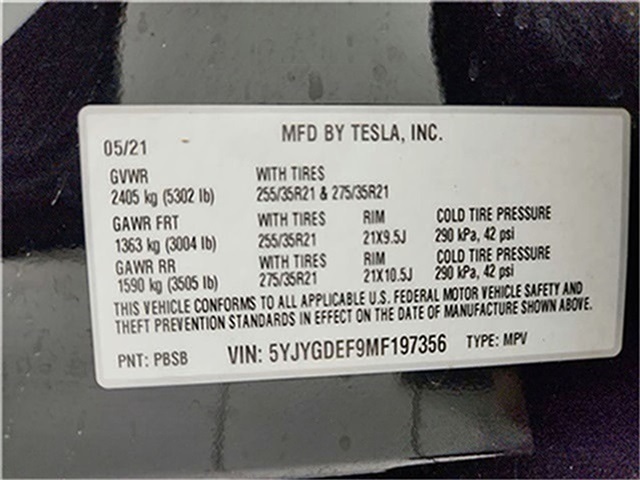 MFD BY TESLA, INC.
05/21
GVWR WITH TIRES
2405 kg (5302 lb) 255/35R21 & 275/35R21
GAWR FRT WITH TIRES RIM COLD TIRE PRESSURE
1363 kg (3004 lb) 255/35R21 21X9.5J 290 kPa, 42 psi
GAWR RR WITH TIRES RIM COLD TIRE PRESSURE
1590 kg (3505 lb) 275/35R21 21X10.5J 290 kPa, 42 psi
THIS VEHICLE CONFORMS TO ALL APPLICABLE U.S. FEDERAL MOTOR VEHICLE SAFETY AND
THEFT PREVENTION STANDARDS IN EFFECT ON THE DATE OF MANUFACTURE SHOWN ABOVE.
PNT: PBSB VIN: 5YJYGDEF9MF197356 TYPE: MPV